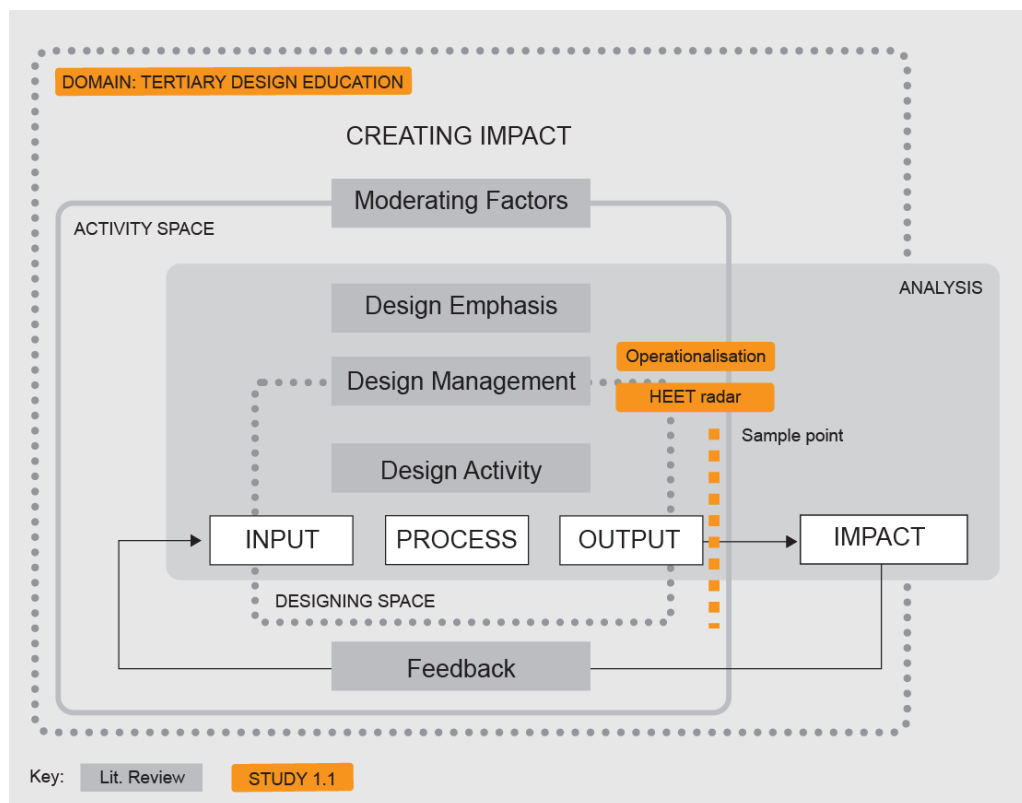 DOMAIN: TERTIARY DESIGN EDUCATION
CREATING IMPACT
Moderating Factors
ACTIVITY SPACE
ANALYSIS
Design Emphasis
Operationalisation
Design Management
HEET radar
Sample point
Design Activity
INPUT
PROCESS
OUTPUT
IMPACT
DESIGNING SPACE
Feedback
Key:
Lit. Review
STUDY 1.1